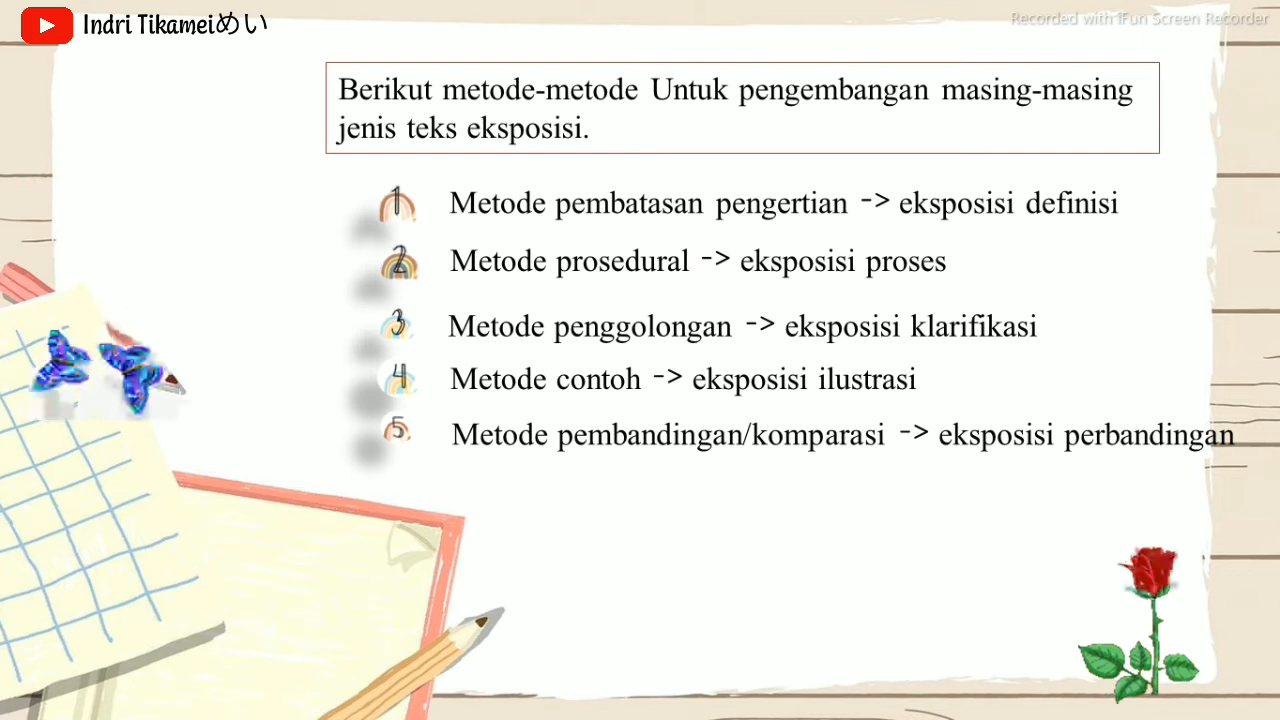 Indri Tikameiめい
Recorded with iFun Screen Recorder
Berikut metode-metode Untuk pengembangan masing-masing
jenis teks eksposisi.
1 Metode pembatasan pengertian -> eksposisi definisi
2 Metode prosedural -> eksposisi proses
3 Metode penggolongan -> eksposisi klarifikasi
4 Metode contoh -> eksposisi ilustrasi
5 Metode pembandingan/komparasi -> eksposisi perbandingan